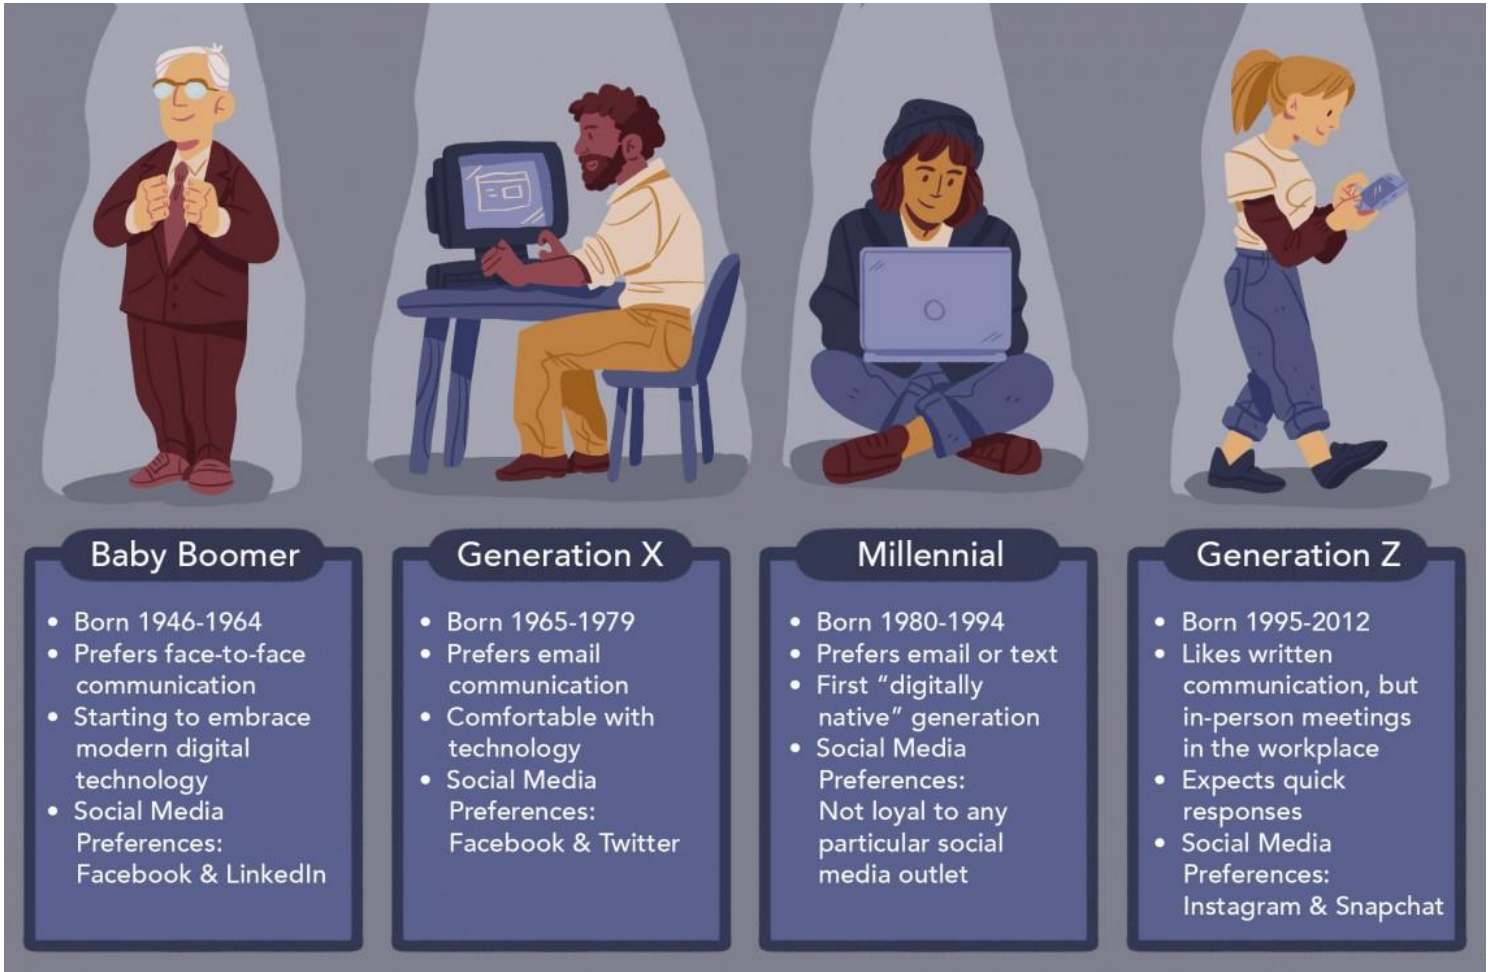 Baby Boomer
• Born 1946-1964
• Prefers face-to-face
communication
• Starting to embrace
modern digital
technology
• Social Media
Preferences:
Facebook & LinkedIn
Generation X
• Born 1965-1979
• Prefers email
communication
• Comfortable with
technology
• Social Media
Preferences:
Facebook & Twitter
Millennial
• Born 1980-1994
• Prefers email or text
• First “digitally
native” generation
• Social Media
Preferences:
Not loyal to any
particular social
media outlet
Generation Z
• Born 1995-2012
• Likes written
communication, but
in-person meetings
in the workplace
• Expects quick
responses
• Social Media
Preferences:
Instagram & Snapchat